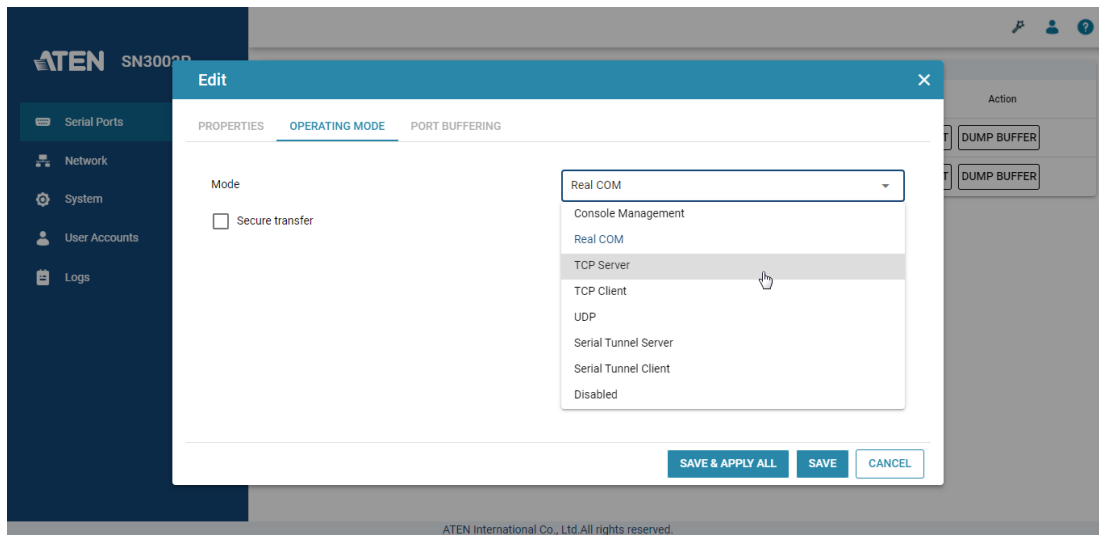 ATEN
Edit
Action
Serial Ports
PROPERTIES OPERATING MODE PORT BUFFERING
DUMP BUFFER
Network
DUMP BUFFER
Mode
Real COM
System
Secure transfer
Console Management
User Accounts
Real COM
TCP Server
Logs
TCP Client
UDP
Serial Tunnel Server
Serial Tunnel Client
Disabled
SAVE & APPLY ALL SAVE CANCEL
ATEN International Co., Ltd.All rights reserved.